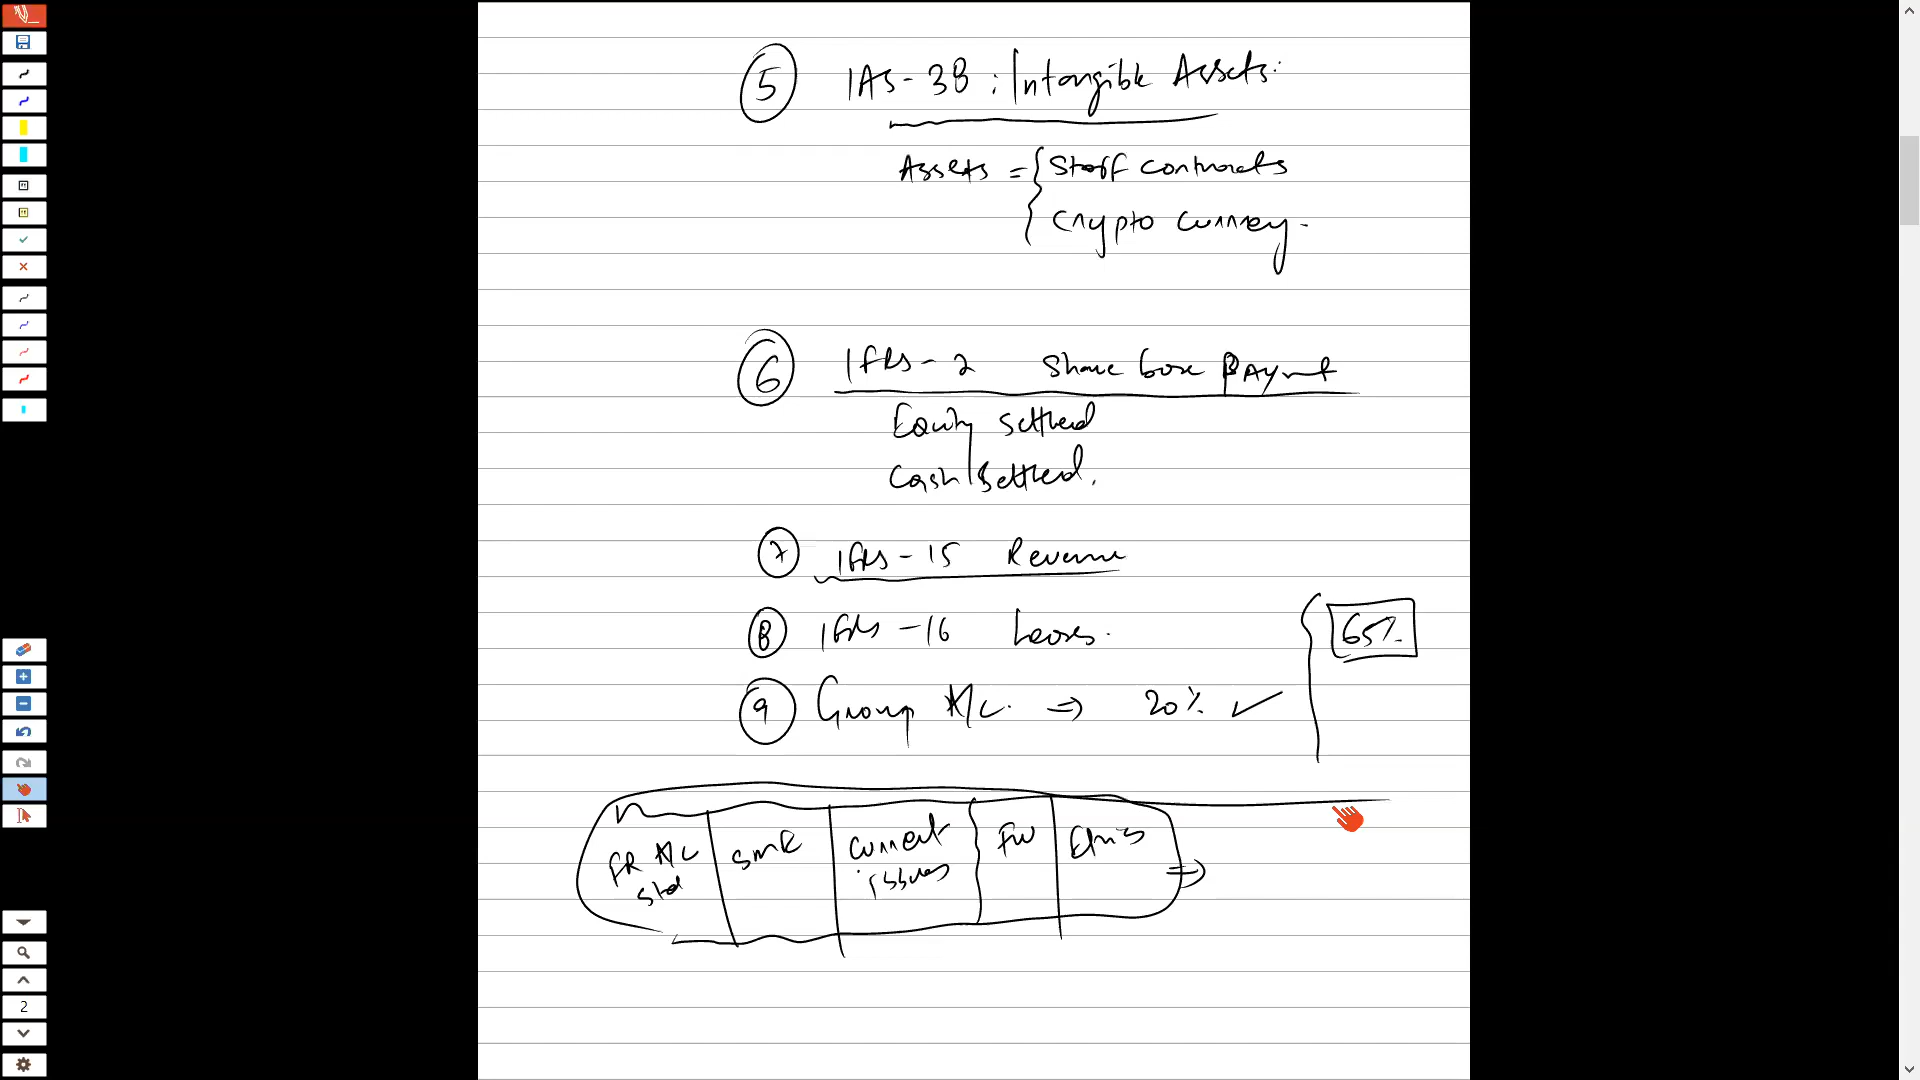 5 IAS-38 : Intangible Assets.
Assets = { Staff contracts
Crypto Currency.
6 IFRS-2 Share base Payment
Equity Settled
Cash Settled.
7 IFRS-15 Revenue
8 IFRS-16 Leases.
65%
9 Group A/C. => 20% ✓
FR A/C Std
SMR
Current issues
FW
Ethics
=>
2